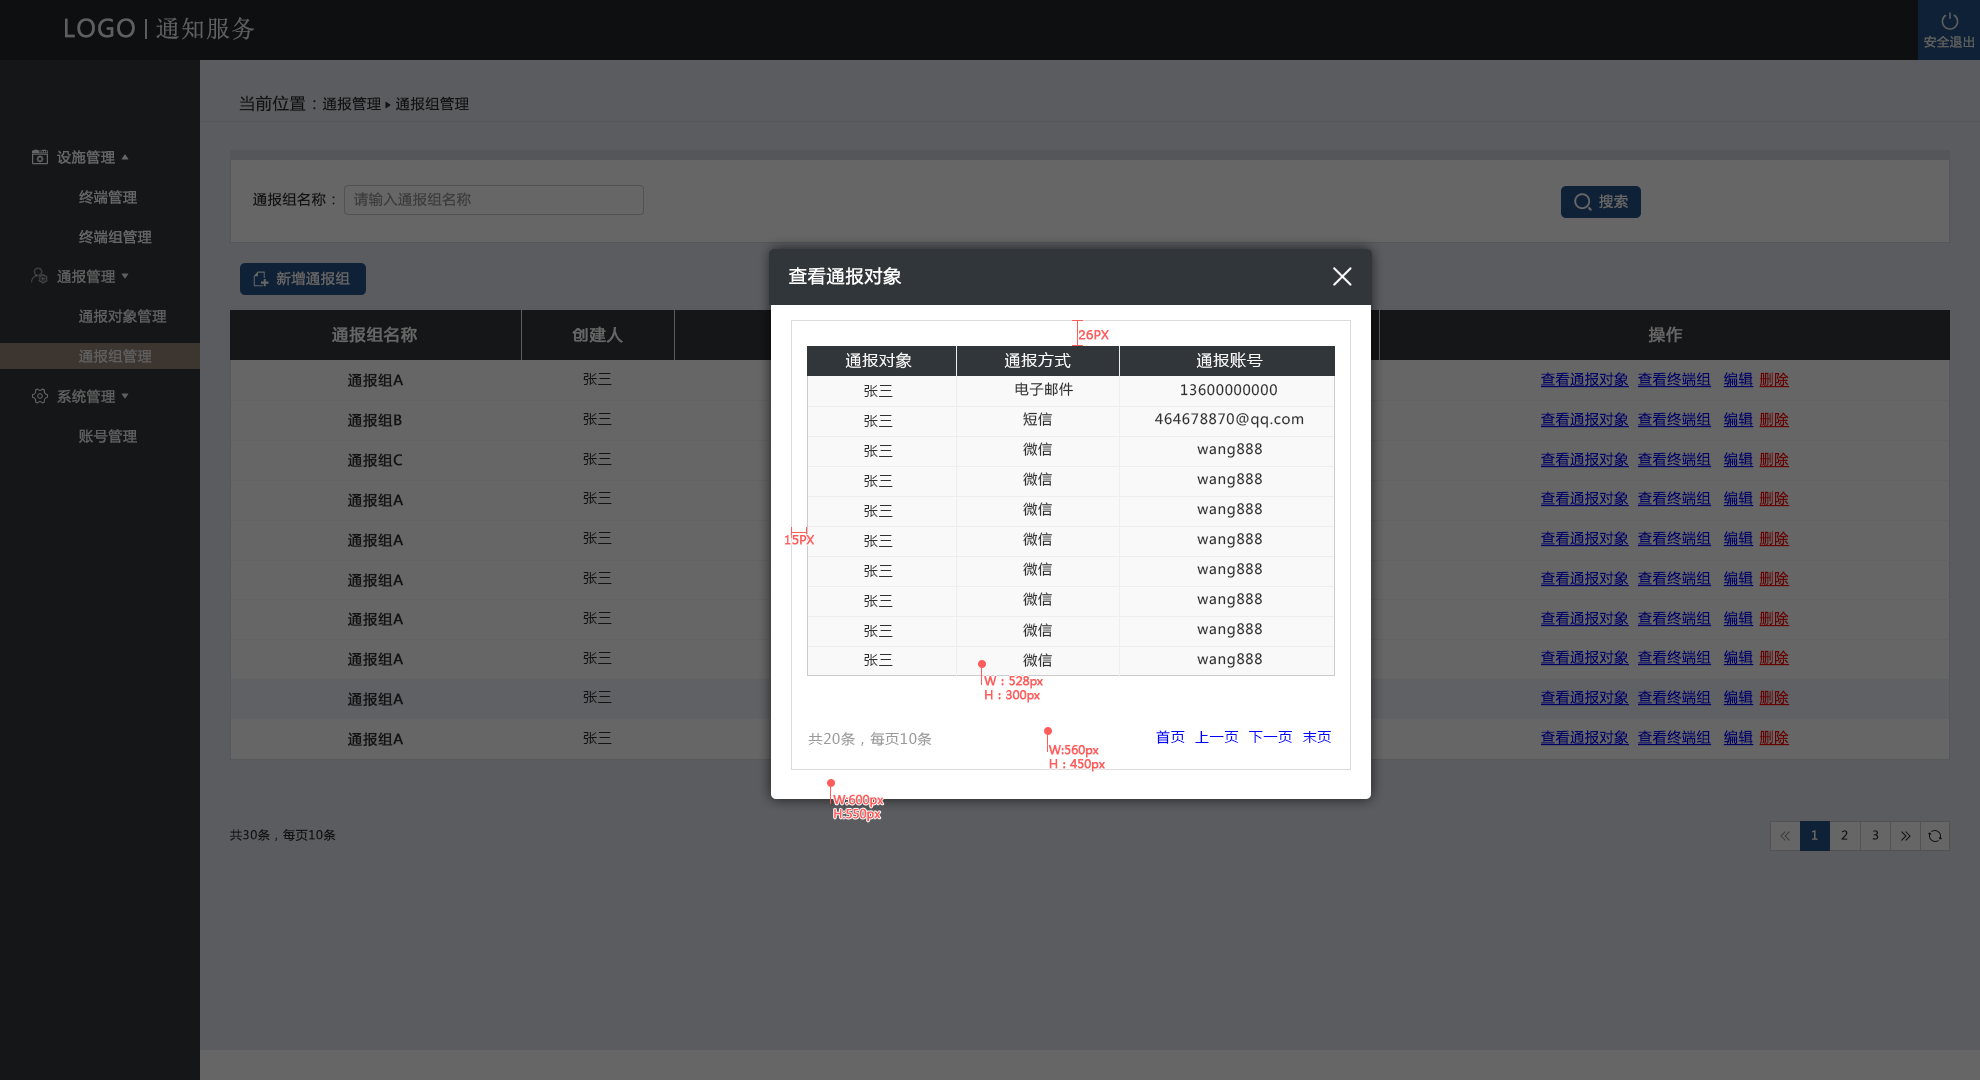 LOGO | 通知服务
安全退出
当前位置：通报管理 ▸ 通报组管理
设施管理
终端管理
终端组管理
通报管理
通报对象管理
通报组管理
系统管理
账号管理
通报组名称： 请输入通报组名称 搜索
新增通报组
通报组名称 创建人 操作
通报组A 张三 查看通报对象 查看终端组 编辑 删除
通报组B 张三 查看通报对象 查看终端组 编辑 删除
通报组C 张三 查看通报对象 查看终端组 编辑 删除
通报组A 张三 查看通报对象 查看终端组 编辑 删除
通报组A 张三 查看通报对象 查看终端组 编辑 删除
通报组A 张三 查看通报对象 查看终端组 编辑 删除
通报组A 张三 查看通报对象 查看终端组 编辑 删除
通报组A 张三 查看通报对象 查看终端组 编辑 删除
通报组A 张三 查看通报对象 查看终端组 编辑 删除
通报组A 张三 查看通报对象 查看终端组 编辑 删除
共30条，每页10条
« 1 2 3 »
查看通报对象
26PX
通报对象 通报方式 通报账号
张三 电子邮件 13600000000
张三 短信 464678870@qq.com
张三 微信 wang888
张三 微信 wang888
张三 微信 wang888
张三 微信 wang888
张三 微信 wang888
张三 微信 wang888
张三 微信 wang888
张三 微信 wang888
15PX
W：528px
H：300px
共20条，每页10条 首页 上一页 下一页 末页
W:560px
H：450px
W:600px
H:550px